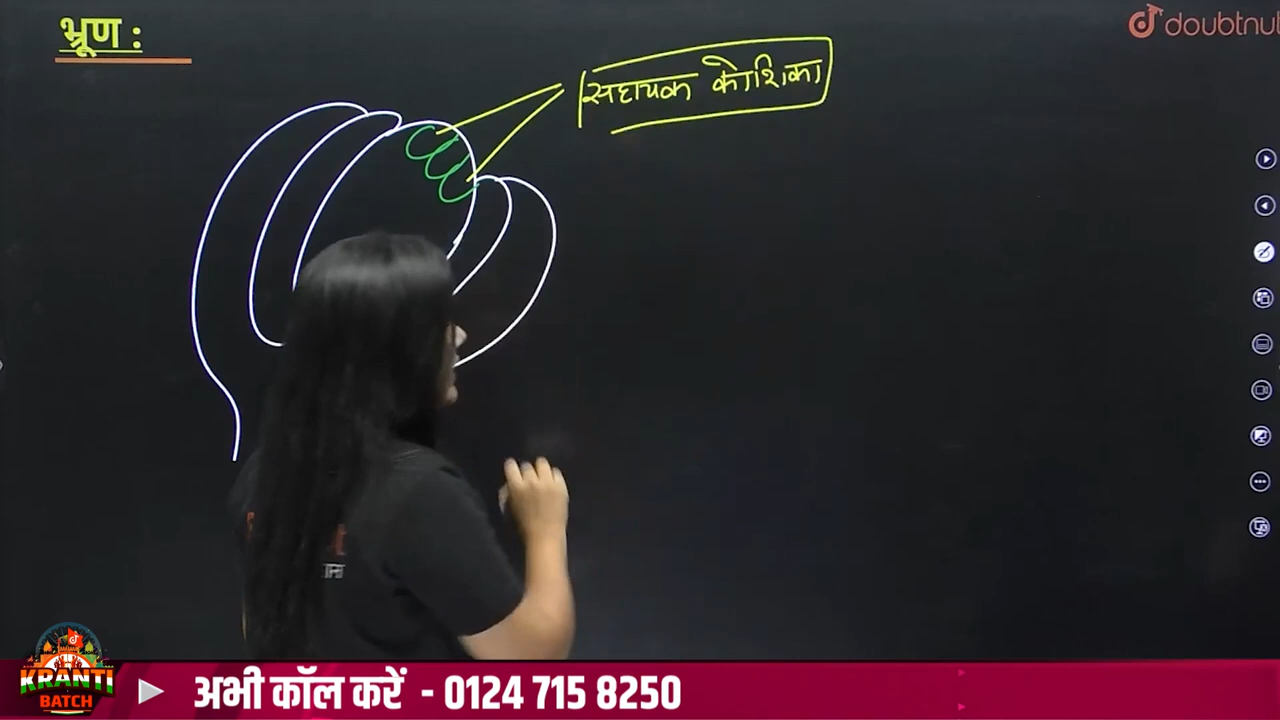 भ्रूण :
doubtnut
सहायक कोशिका
KRANTI
BATCH
अभी कॉल करें - 0124 715 8250